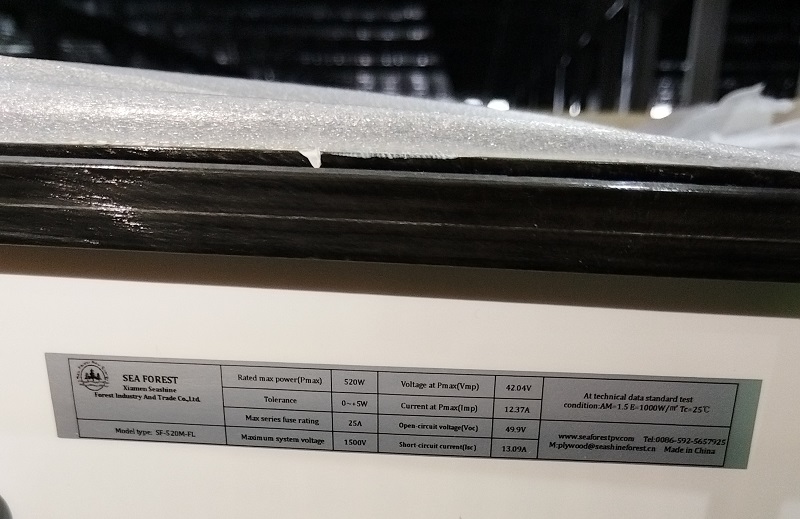 SEA FOREST
Xiamen Seashine
Forest Industry And Trade Co.,Ltd.
Model type: SF-520M-FL
Rated max power(Pmax) 520W
Tolerance 0~+5W
Max series fuse rating 25A
Maximum system voltage 1500V
Voltage at Pmax(Vmp) 42.04V
Current at Pmax(Imp) 12.37A
Open-circuit voltage(Voc) 49.9V
Short-circuit current(Isc) 13.09A
At technical data standard test
condition:AM=1.5 E=1000W/㎡ Tc=25℃
www.seaforestpv.com Tel:0086-592-5657925
M:plywood@seashineforest.cn Made in China